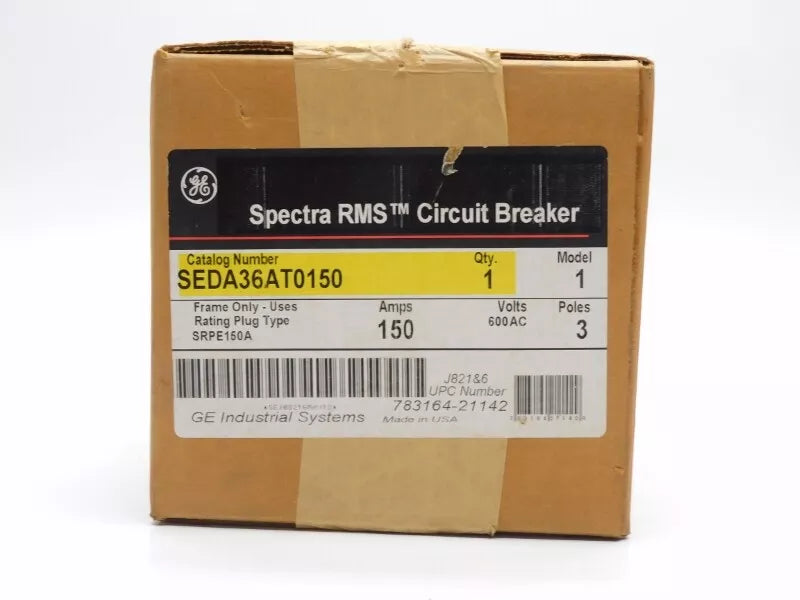 GE
Spectra RMS™ Circuit Breaker
Catalog Number Qty. Model
SEDA36AT0150 1 1
Frame Only - Uses Amps Volts Poles
Rating Plug Type 150 600AC 3
SRPE150A
J821&6
UPC Number
783164-21142
GE Industrial Systems Made in USA